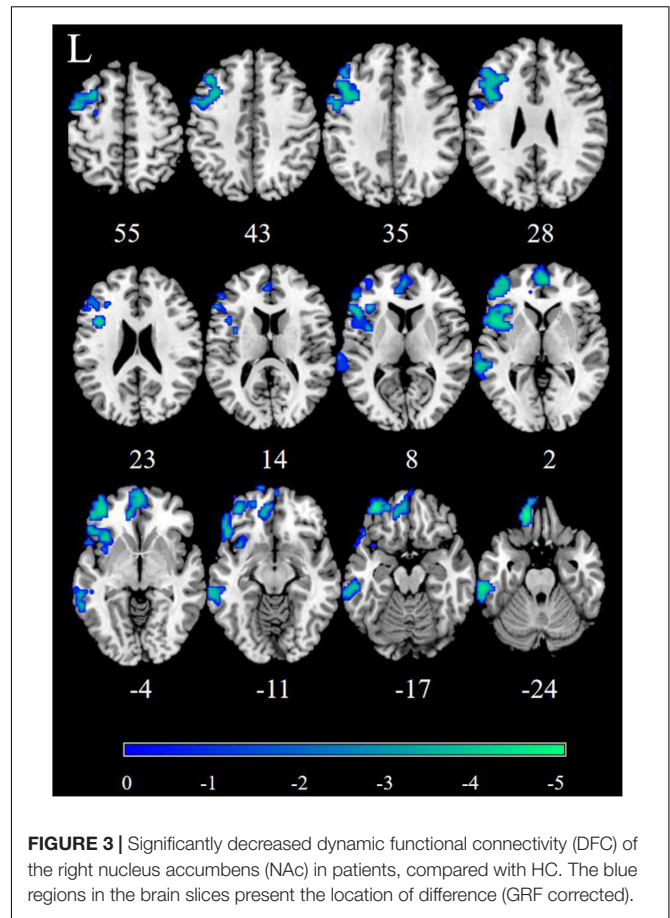 L
55 43 35 28
23 14 8 2
-4 -11 -17 -24
0 -1 -2 -3 -4 -5
FIGURE 3 | Significantly decreased dynamic functional connectivity (DFC) of
the right nucleus accumbens (NAc) in patients, compared with HC. The blue
regions in the brain slices present the location of difference (GRF corrected).